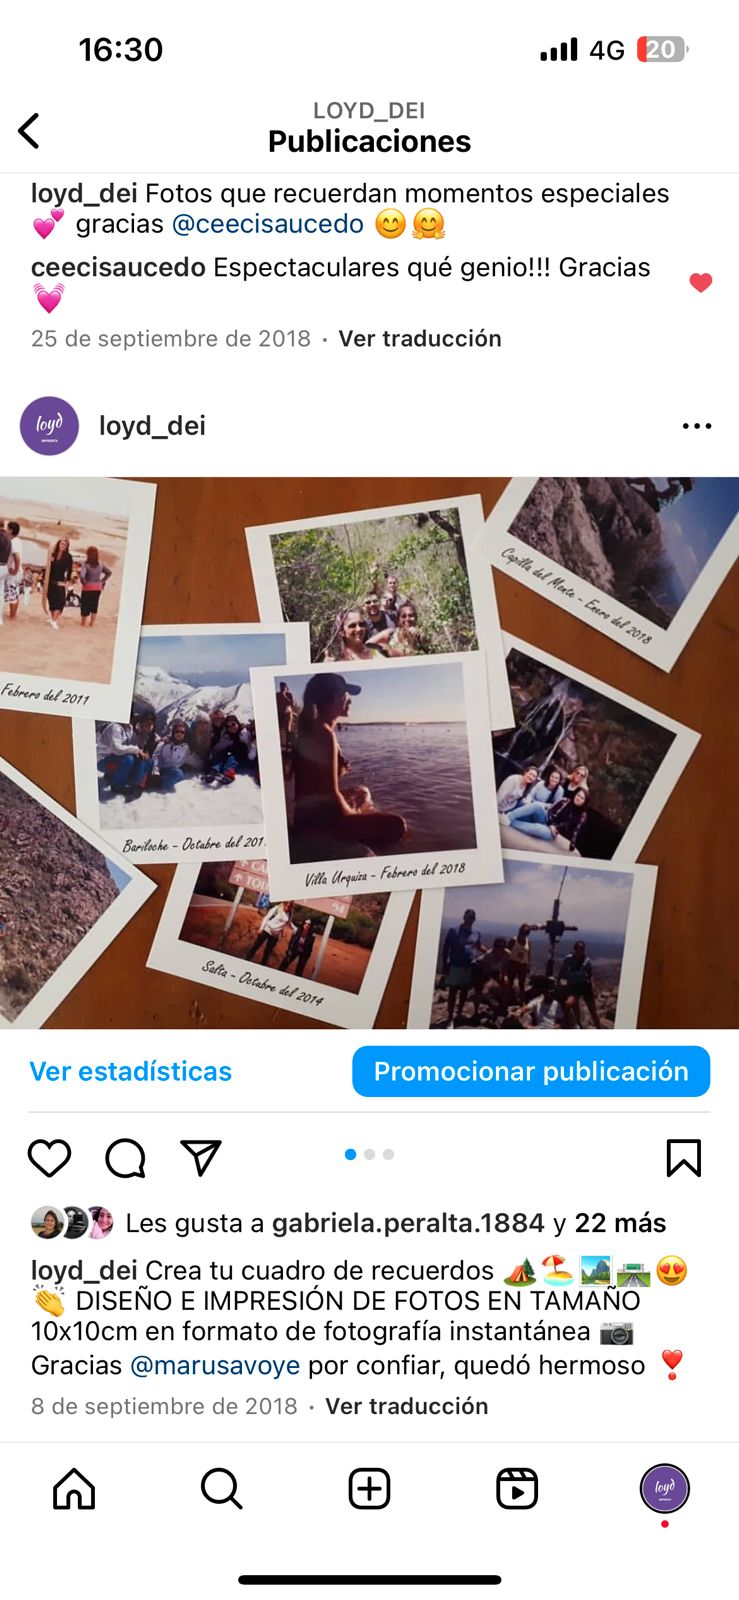 16:30
4G 20
LOYD_DEI
Publicaciones
loyd_dei Fotos que recuerdan momentos especiales
💕 gracias @ceecisaucedo 😊🤗
ceecisaucedo Espectaculares qué genio!!! Gracias
💓
25 de septiembre de 2018 · Ver traducción
loyd
IMPRENTA
loyd_dei
Capilla del Monte - Enero del 2018
Febrero del 2011
Bariloche - Octubre del 201
Villa Urquiza - Febrero del 2018
Salta - Octubre del 2014
Ver estadísticas
Promocionar publicación
Les gusta a gabriela.peralta.1884 y 22 más
loyd_dei Crea tu cuadro de recuerdos 🏕️🏖️🏞️🛣️😍
👏 DISEÑO E IMPRESIÓN DE FOTOS EN TAMAÑO
10x10cm en formato de fotografía instantánea 📷
Gracias @marusavoye por confiar, quedó hermoso ❣️
8 de septiembre de 2018 · Ver traducción
loyd